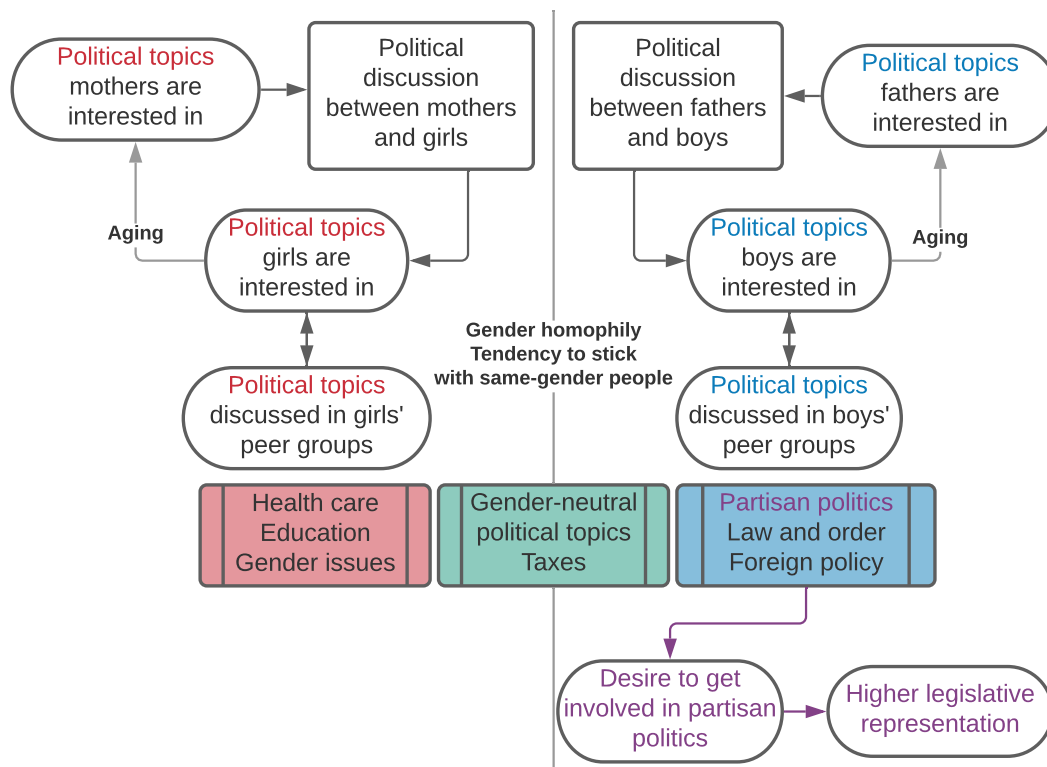 Political topics
mothers are
interested in
Political
discussion
between mothers
and girls
Political
discussion
between fathers
and boys
Political topics
fathers are
interested in
Aging
Political topics
girls are
interested in
Political topics
boys are
interested in
Aging
Gender homophily
Tendency to stick
with same-gender people
Political topics
discussed in girls'
peer groups
Political topics
discussed in boys'
peer groups
Health care
Education
Gender issues
Gender-neutral
political topics
Taxes
Partisan politics
Law and order
Foreign policy
Desire to get
involved in partisan
politics
Higher legislative
representation